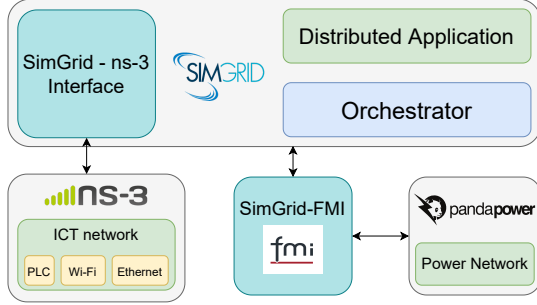 SimGrid - ns-3
Interface
SIMGRID
Distributed Application
Orchestrator
ns-3
ICT network
PLC
Wi-Fi
Ethernet
SimGrid-FMI
fmi
pandapower
Power Network